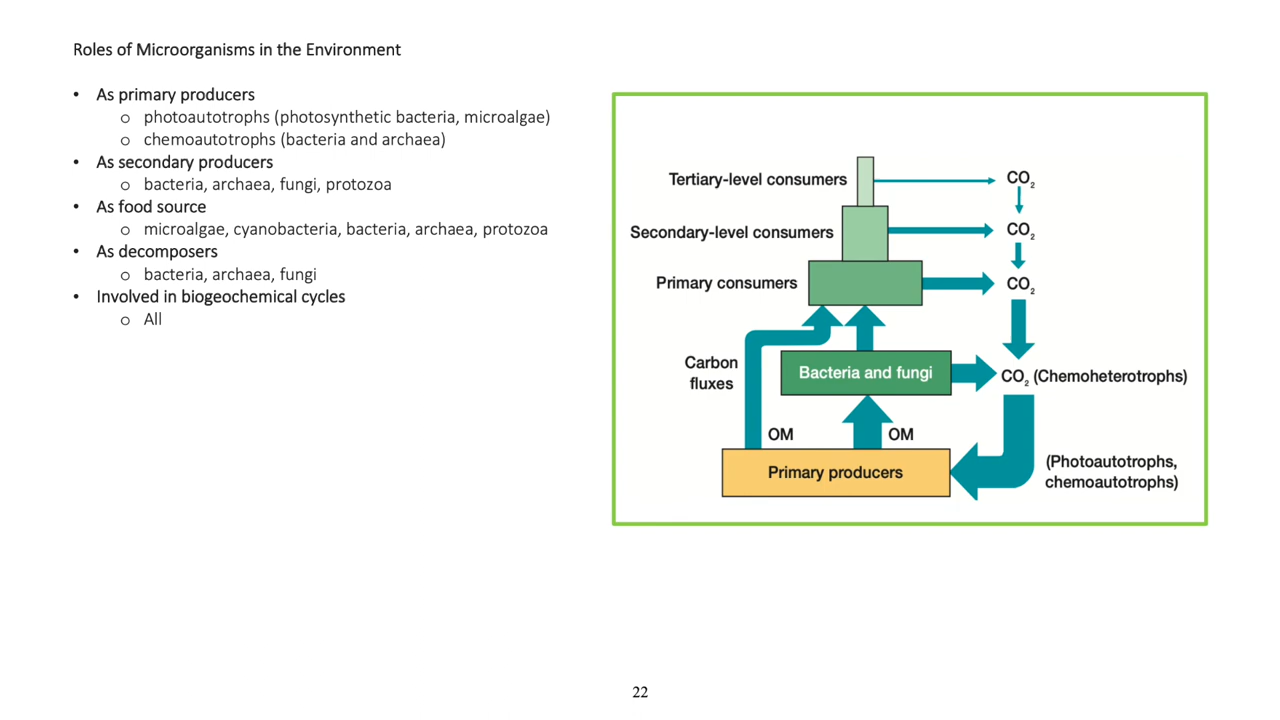 Roles of Microorganisms in the Environment
• As primary producers
o photoautotrophs (photosynthetic bacteria, microalgae)
o chemoautotrophs (bacteria and archaea)
• As secondary producers
o bacteria, archaea, fungi, protozoa
• As food source
o microalgae, cyanobacteria, bacteria, archaea, protozoa
• As decomposers
o bacteria, archaea, fungi
• Involved in biogeochemical cycles
o All
Tertiary-level consumers
CO₂
Secondary-level consumers
CO₂
Primary consumers
CO₂
Carbon
fluxes
Bacteria and fungi
CO₂ (Chemoheterotrophs)
OM
OM
Primary producers
(Photoautotrophs,
chemoautotrophs)
22